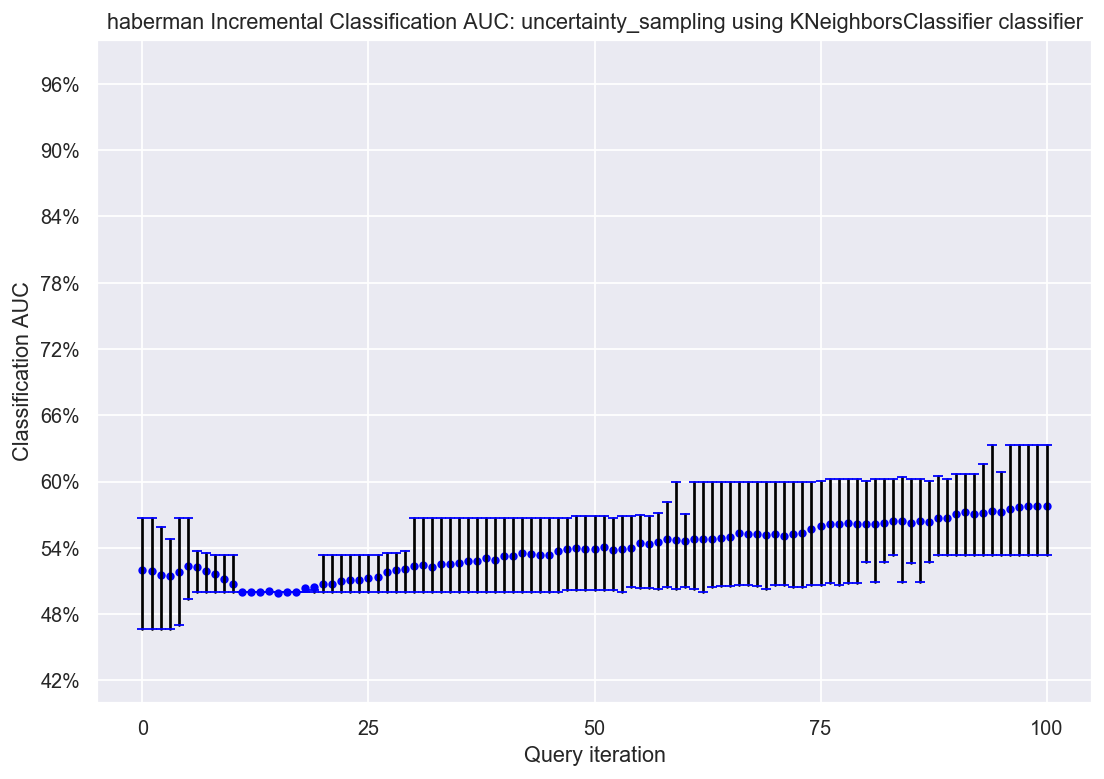 haberman Incremental Classification AUC: uncertainty_sampling using KNeighborsClassifier classifier
96%
90%
84%
78%
72%
66%
60%
54%
48%
42%
Classification AUC
0 25 50 75 100
Query iteration